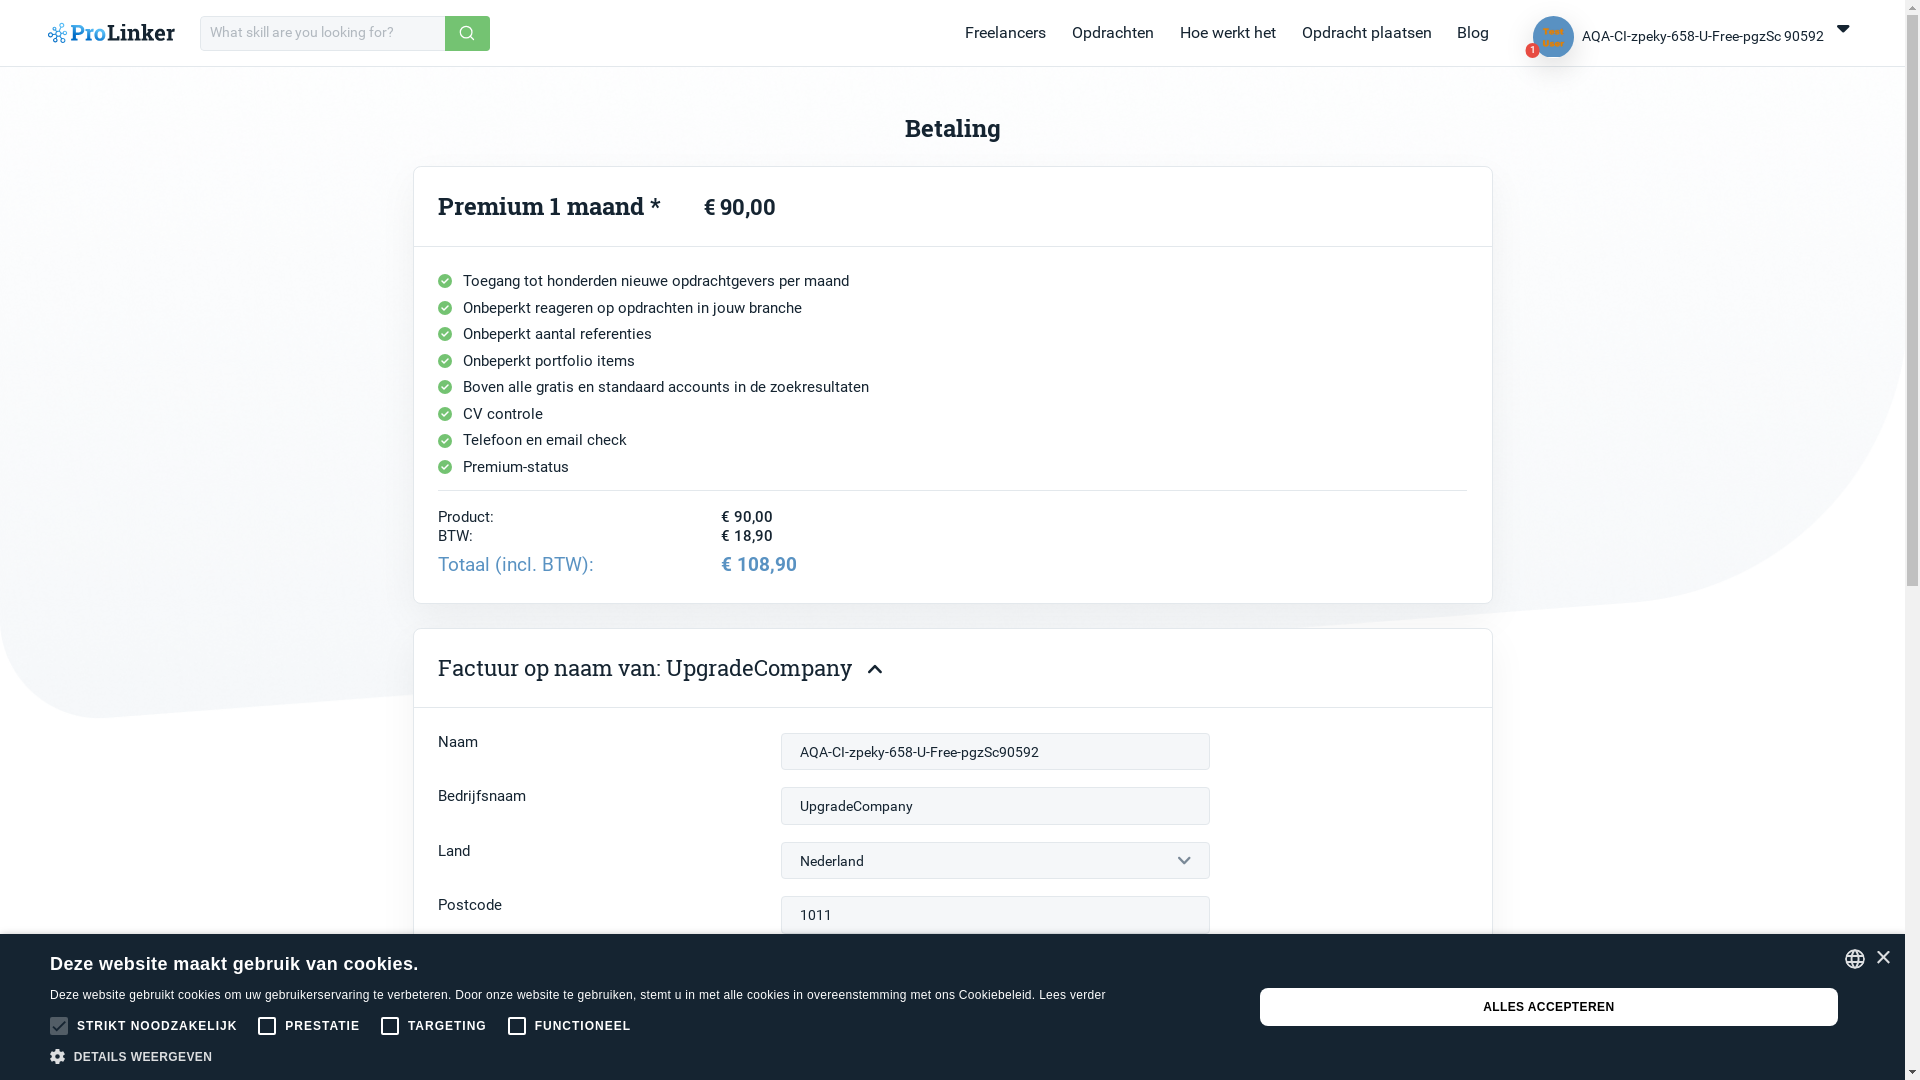 ProLinker
What skill are you looking for?
Freelancers Opdrachten Hoe werkt het Opdracht plaatsen Blog
Test
User
1
AQA-CI-zpeky-658-U-Free-pgzSc 90592
Betaling
Premium 1 maand * € 90,00
Toegang tot honderden nieuwe opdrachtgevers per maand
Onbeperkt reageren op opdrachten in jouw branche
Onbeperkt aantal referenties
Onbeperkt portfolio items
Boven alle gratis en standaard accounts in de zoekresultaten
CV controle
Telefoon en email check
Premium-status
Product: € 90,00
BTW: € 18,90
Totaal (incl. BTW): € 108,90
Factuur op naam van: UpgradeCompany
Naam AQA-CI-zpeky-658-U-Free-pgzSc90592
Bedrijfsnaam UpgradeCompany
Land Nederland
Postcode 1011
Deze website maakt gebruik van cookies.
Deze website gebruikt cookies om uw gebruikerservaring te verbeteren. Door onze website te gebruiken, stemt u in met alle cookies in overeenstemming met ons Cookiebeleid. Lees verder
STRIKT NOODZAKELIJK PRESTATIE TARGETING FUNCTIONEEL
DETAILS WEERGEVEN
ALLES ACCEPTEREN